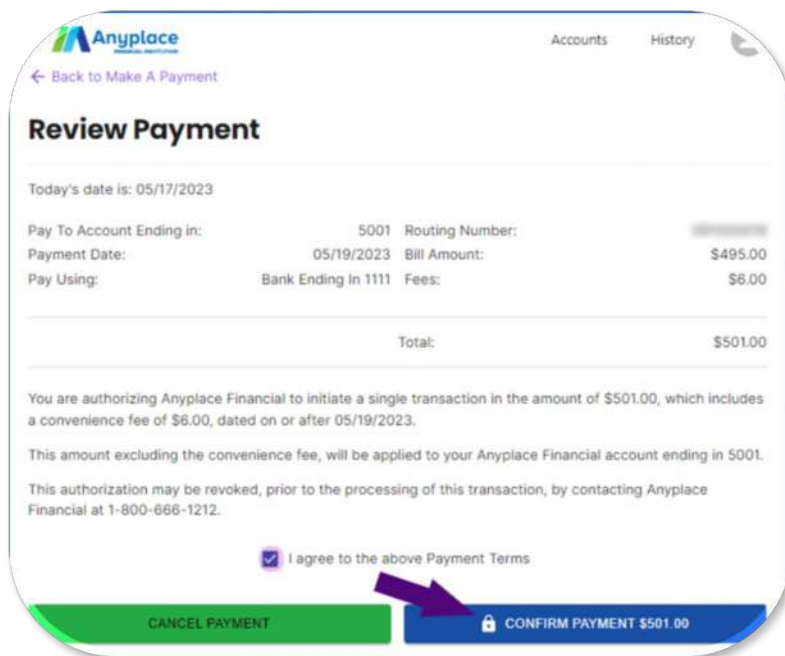 Anyplace
FINANCIAL INSTITUTION
Accounts History
← Back to Make A Payment
Review Payment
Today's date is: 05/17/2023
Pay To Account Ending in: 5001 Routing Number:
Payment Date: 05/19/2023 Bill Amount: $495.00
Pay Using: Bank Ending In 1111 Fees: $6.00
Total: $501.00
You are authorizing Anyplace Financial to initiate a single transaction in the amount of $501.00, which includes
a convenience fee of $6.00, dated on or after 05/19/2023.
This amount excluding the convenience fee, will be applied to your Anyplace Financial account ending in 5001.
This authorization may be revoked, prior to the processing of this transaction, by contacting Anyplace
Financial at 1-800-666-1212.
I agree to the above Payment Terms
CANCEL PAYMENT CONFIRM PAYMENT $501.00